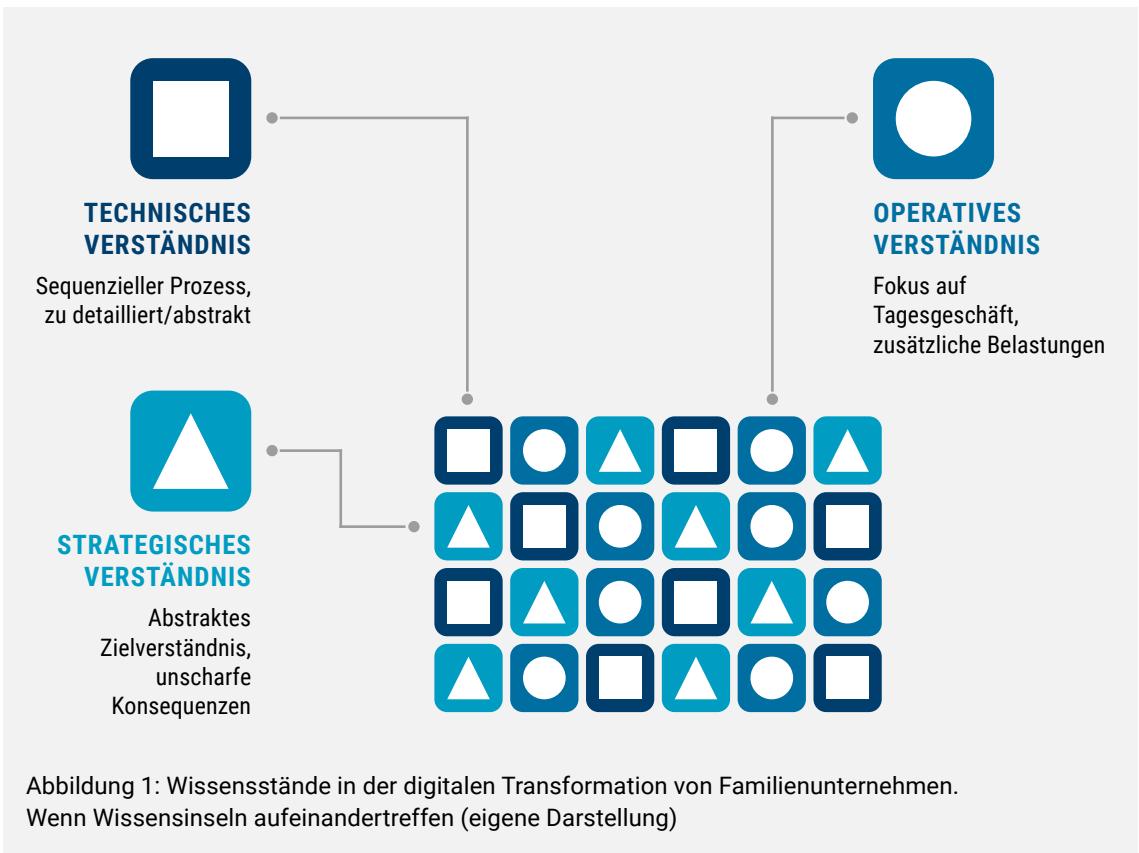 TECHNISCHES
VERSTÄNDNIS
Sequenzieller Prozess,
zu detailliert/abstrakt
OPERATIVES
VERSTÄNDNIS
Fokus auf
Tagesgeschäft,
zusätzliche Belastungen
STRATEGISCHES
VERSTÄNDNIS
Abstraktes
Zielverständnis,
unscharfe
Konsequenzen
Abbildung 1: Wissensstände in der digitalen Transformation von Familienunternehmen.
Wenn Wissensinseln aufeinandertreffen (eigene Darstellung)